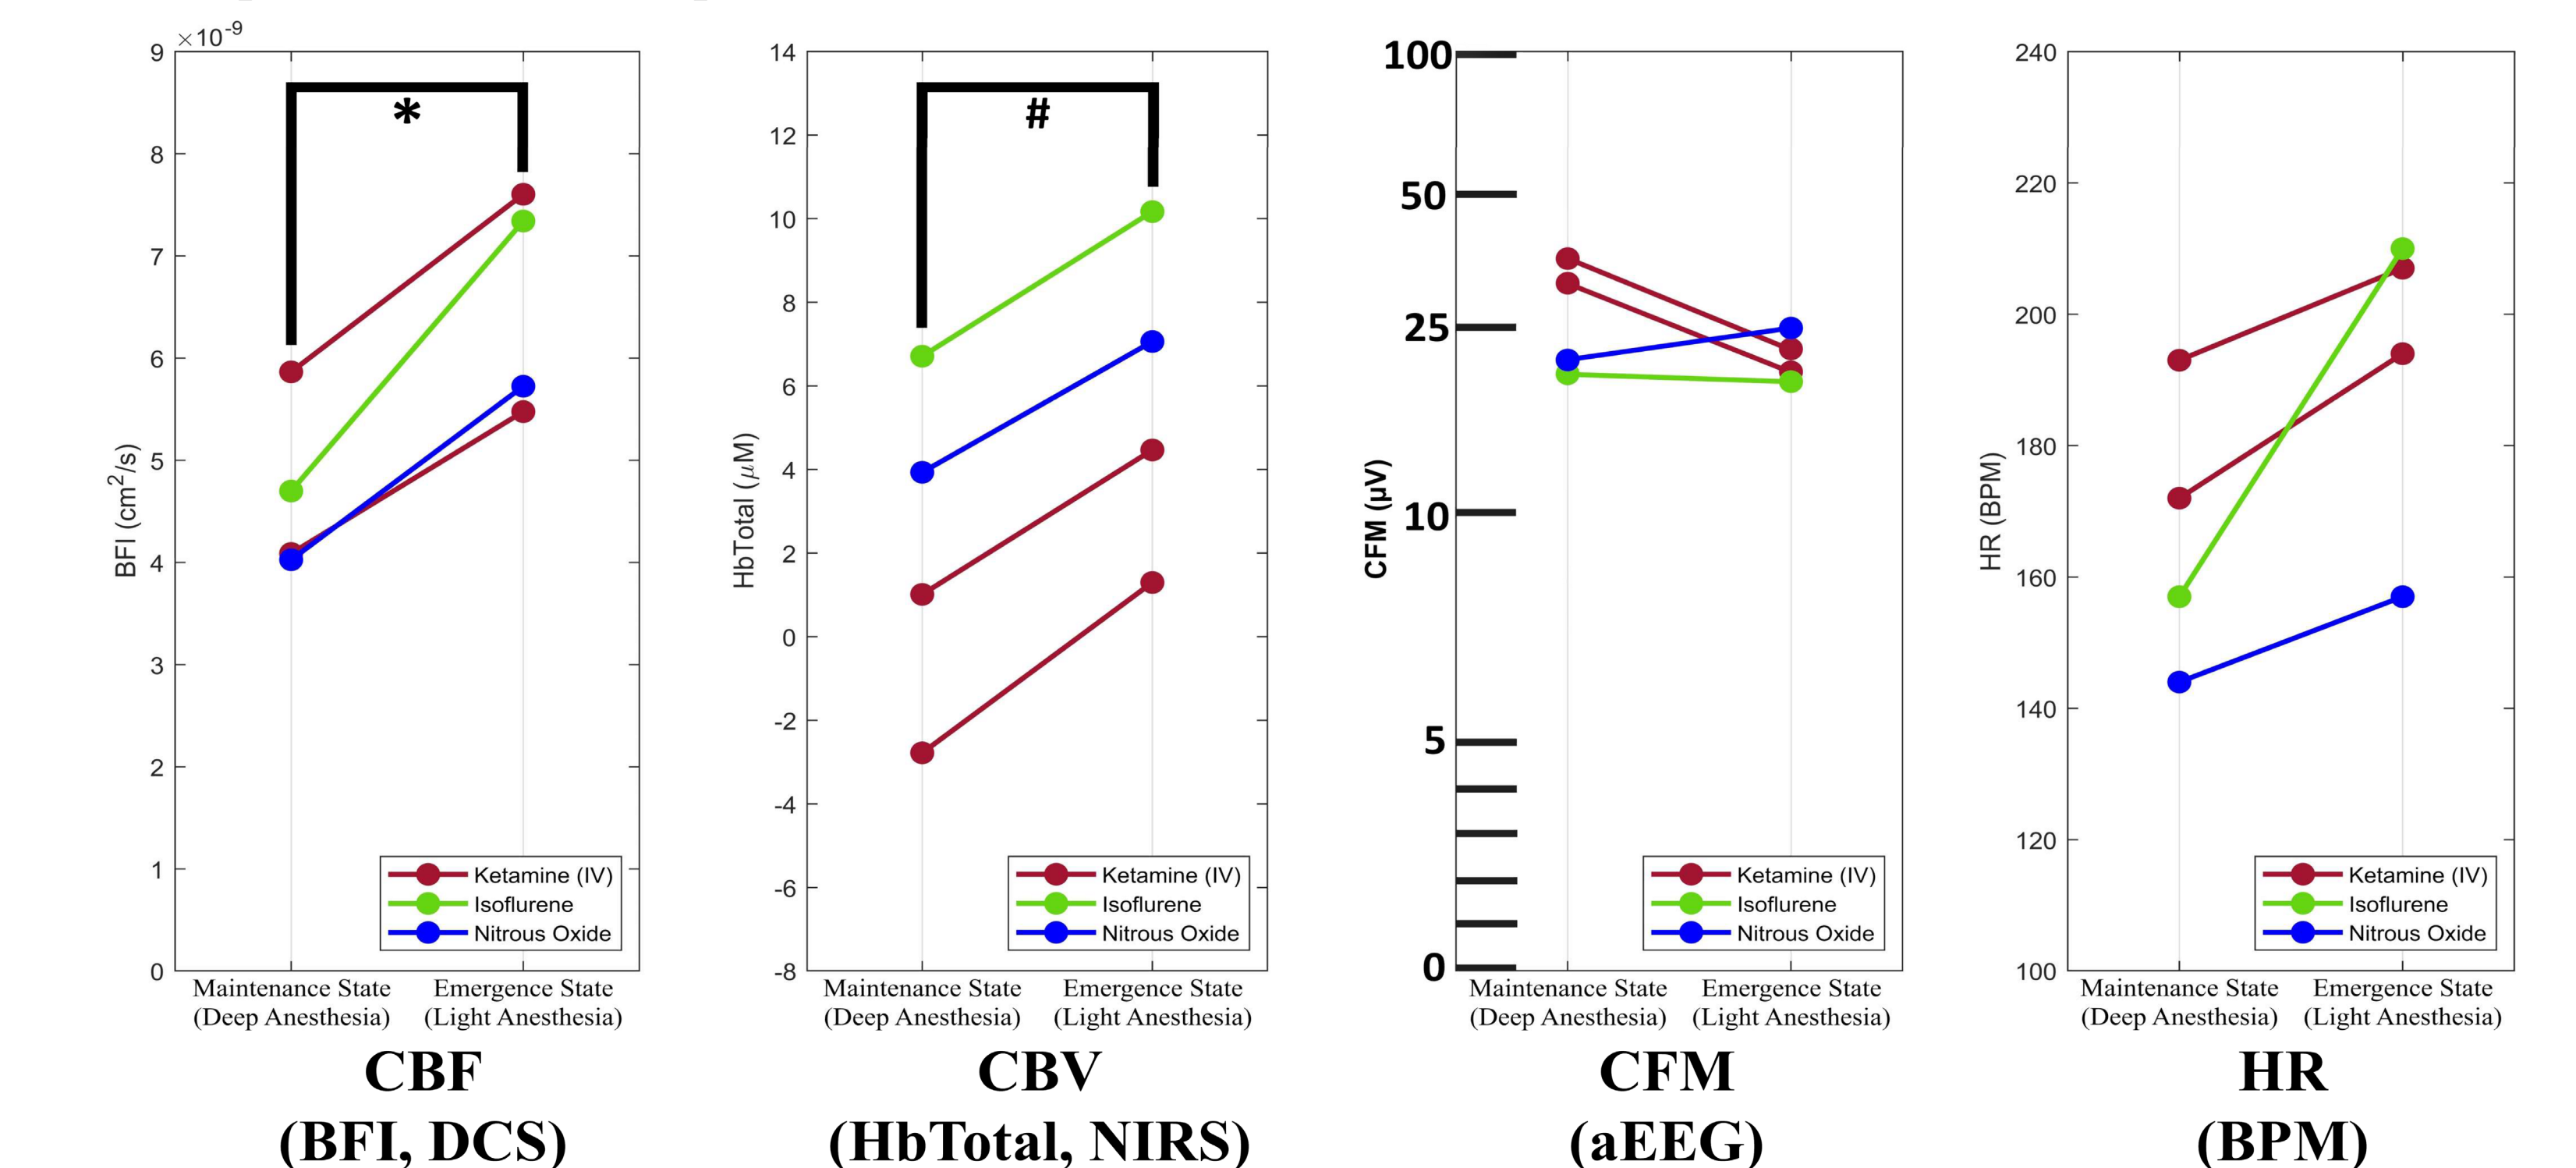 ×10-9
9
8
7
6
5
4
3
2
1
0
BFI (cm2/s)
*
Ketamine (IV)
Isoflurene
Nitrous Oxide
Maintenance State
(Deep Anesthesia)
Emergence State
(Light Anesthesia)
CBF
(BFI, DCS)
14
12
10
8
6
4
2
0
-2
-4
-6
-8
HbTotal (μM)
#
Ketamine (IV)
Isoflurene
Nitrous Oxide
Maintenance State
(Deep Anesthesia)
Emergence State
(Light Anesthesia)
CBV
(HbTotal, NIRS)
100
50
25
10
5
0
CFM (μV)
Ketamine (IV)
Isoflurene
Nitrous Oxide
Maintenance State
(Deep Anesthesia)
Emergence State
(Light Anesthesia)
CFM
(aEEG)
240
220
200
180
160
140
120
100
HR (BPM)
Ketamine (IV)
Isoflurene
Nitrous Oxide
Maintenance State
(Deep Anesthesia)
Emergence State
(Light Anesthesia)
HR
(BPM)